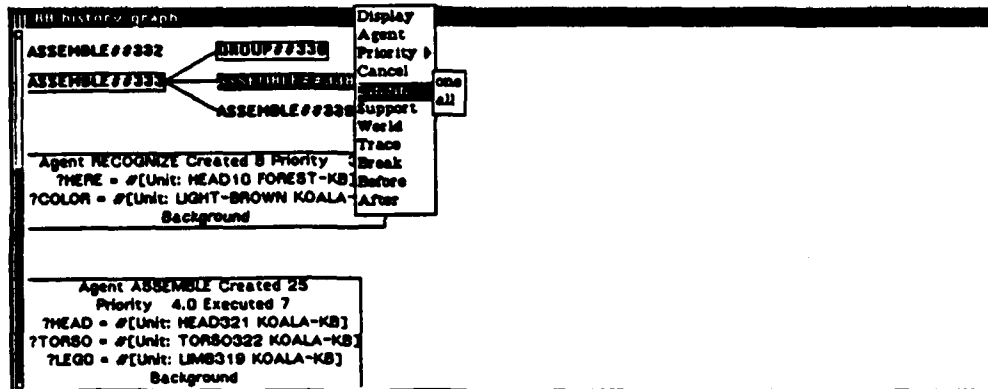 BB history graph
ASSEMBLE##332
GROUP##336
ASSEMBLE##333
ASSEMBLE##338
Display
Agent
Priority
Cancel
Support
World
Trace
Break
Before
After
one
all
Agent RECOGNIZE Created 8 Priority
?HERE = #[Unit: HEAD10 FOREST-KB]
?COLOR = #[Unit: LIGHT-BROWN KOALA-
Background
Agent ASSEMBLE Created 25
Priority 4.0 Executed 7
?HEAD = #[Unit: HEAD321 KOALA-KB]
?TORSO = #[Unit: TORSO322 KOALA-KB]
?LEG0 = #[Unit: LIMB319 KOALA-KB]
Background